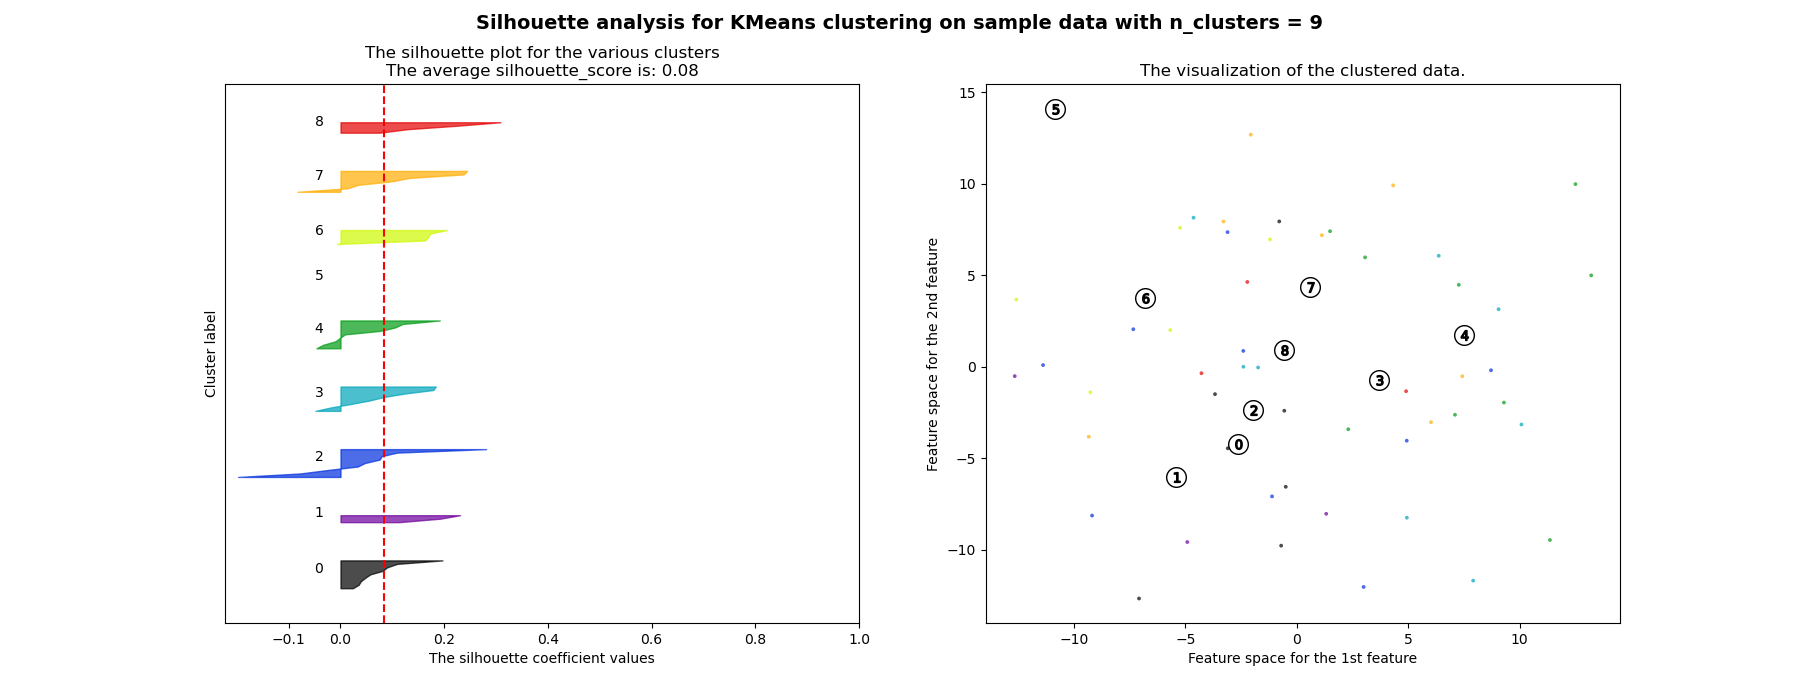 Silhouette analysis for KMeans clustering on sample data with n_clusters = 9
The silhouette plot for the various clusters
The average silhouette_score is: 0.08
Cluster label
8
7
6
5
4
3
2
1
0
−0.1 0.0 0.2 0.4 0.6 0.8 1.0
The silhouette coefficient values
The visualization of the clustered data.
Feature space for the 2nd feature
15
10
5
0
−5
−10
5
7
6
4
8
3
2
0
1
−10 −5 0 5 10
Feature space for the 1st feature